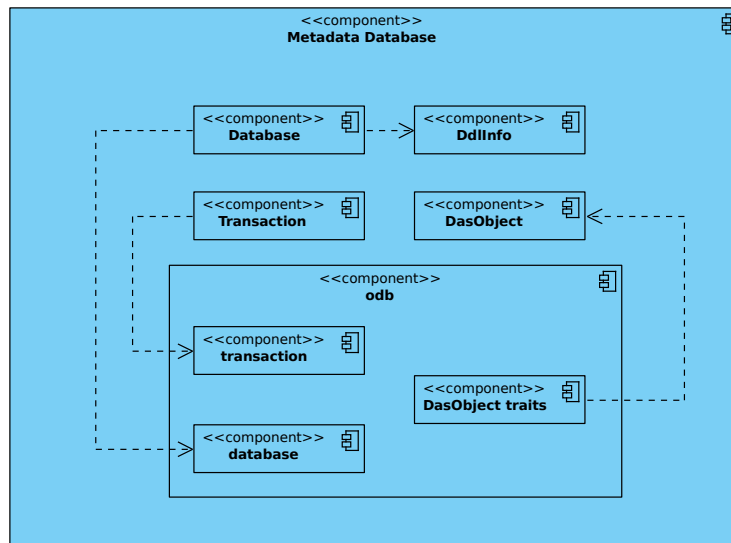 <<component>>
Metadata Database
<<component>>
Database
<<component>>
DdlInfo
<<component>>
Transaction
<<component>>
DasObject
<<component>>
odb
<<component>>
transaction
<<component>>
DasObject traits
<<component>>
database